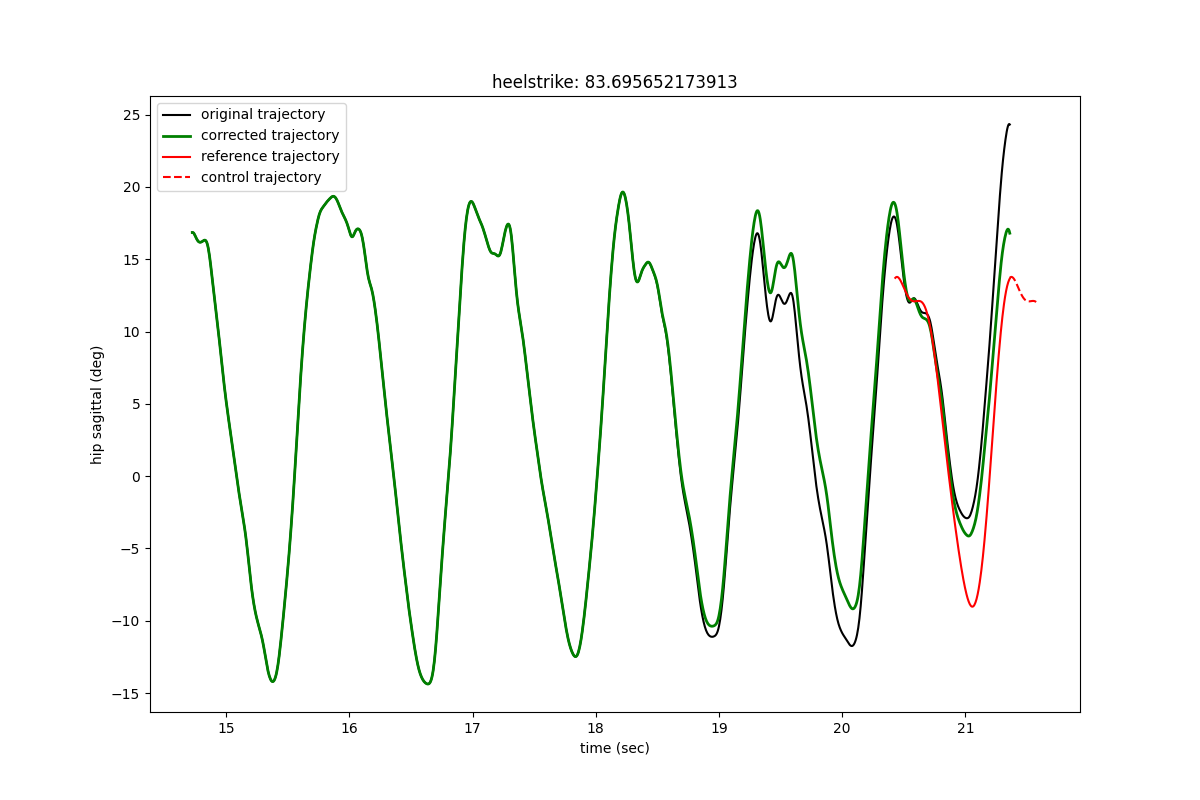 heelstrike: 83.695652173913
original trajectory
corrected trajectory
reference trajectory
control trajectory
25
20
15
10
5
0
−5
−10
−15
hip sagittal (deg)
15 16 17 18 19 20 21
time (sec)